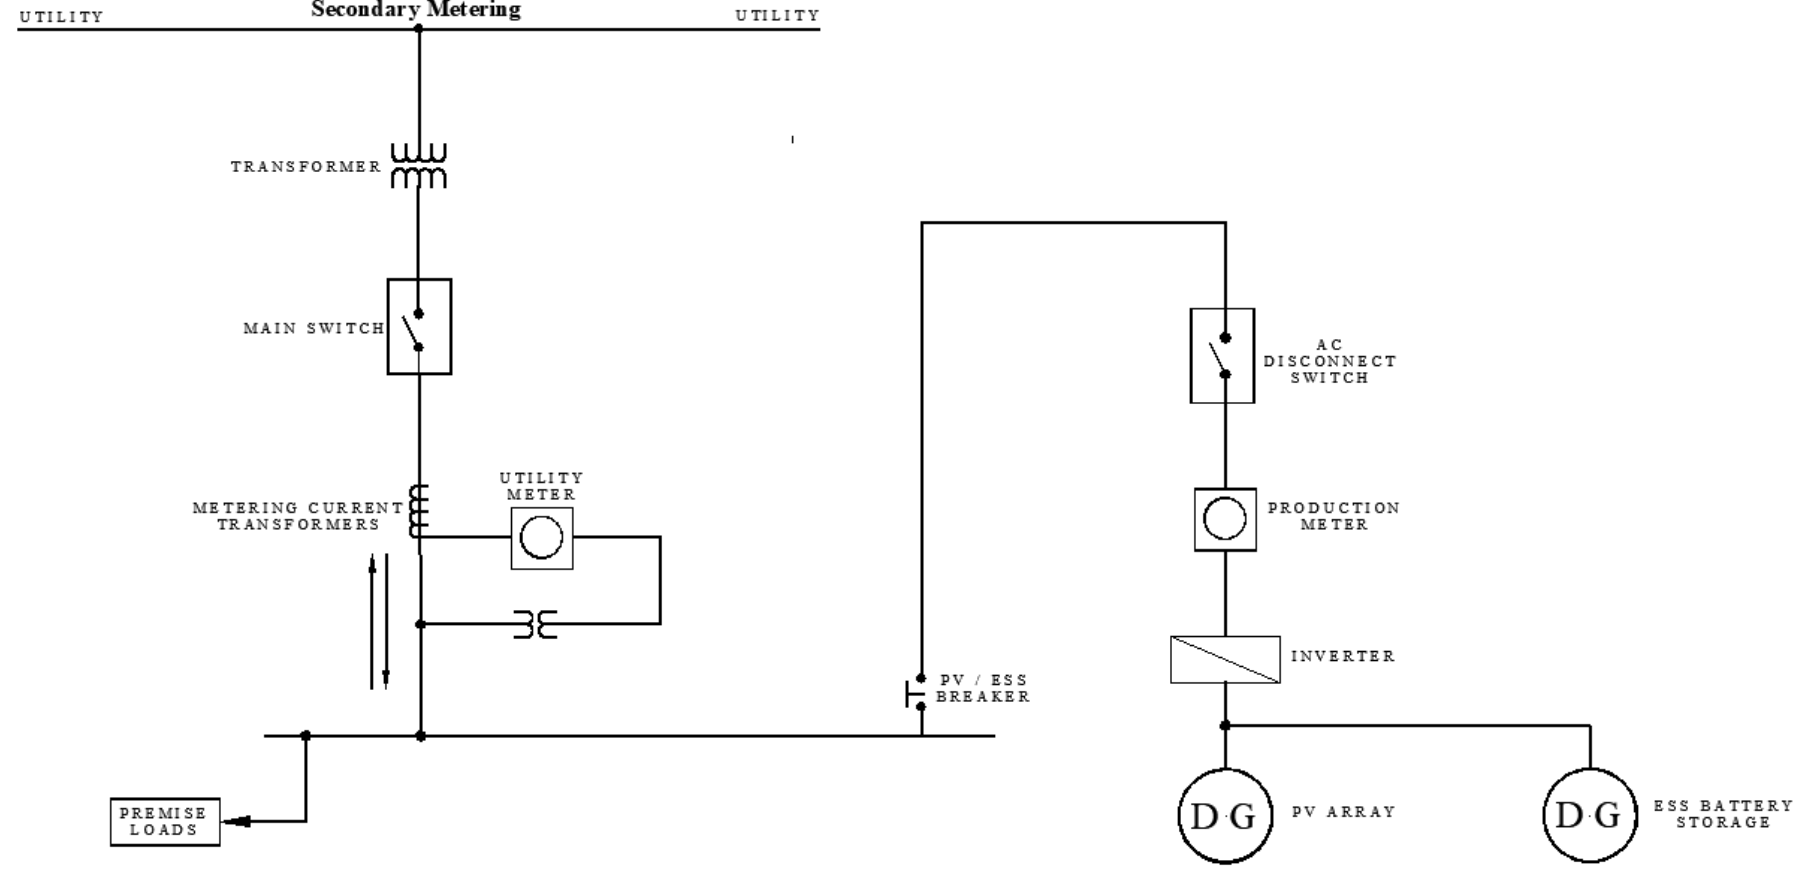 Secondary Metering
UTILITY
UTILITY
TRANSFORMER
MAIN SWITCH
AC
DISCONNECT
SWITCH
UTILITY
METER
METERING CURRENT
TRANSFORMERS
PRODUCTION
METER
INVERTER
PV / ESS
BREAKER
PREMISE
LOADS
D·G
PV ARRAY
D·G
ESS BATTERY
STORAGE